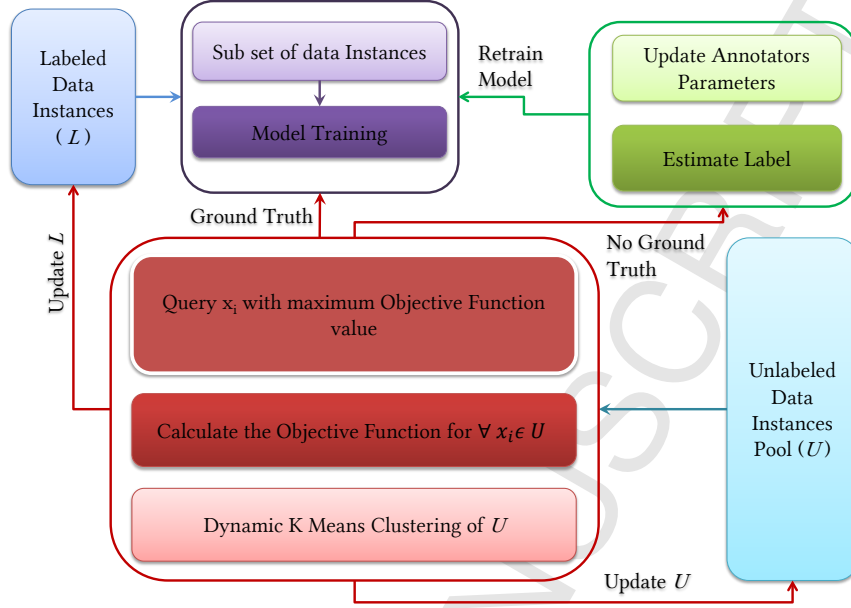 Labeled
Data
Instances
( L )
Sub set of data Instances
Model Training
Retrain
Model
Update Annotators
Parameters
Estimate Label
Ground Truth
No Ground
Truth
Update L
Query xᵢ with maximum Objective Function
value
Calculate the Objective Function for ∀ xᵢϵ U
Dynamic K Means Clustering of U
Unlabeled
Data
Instances
Pool (U)
Update U